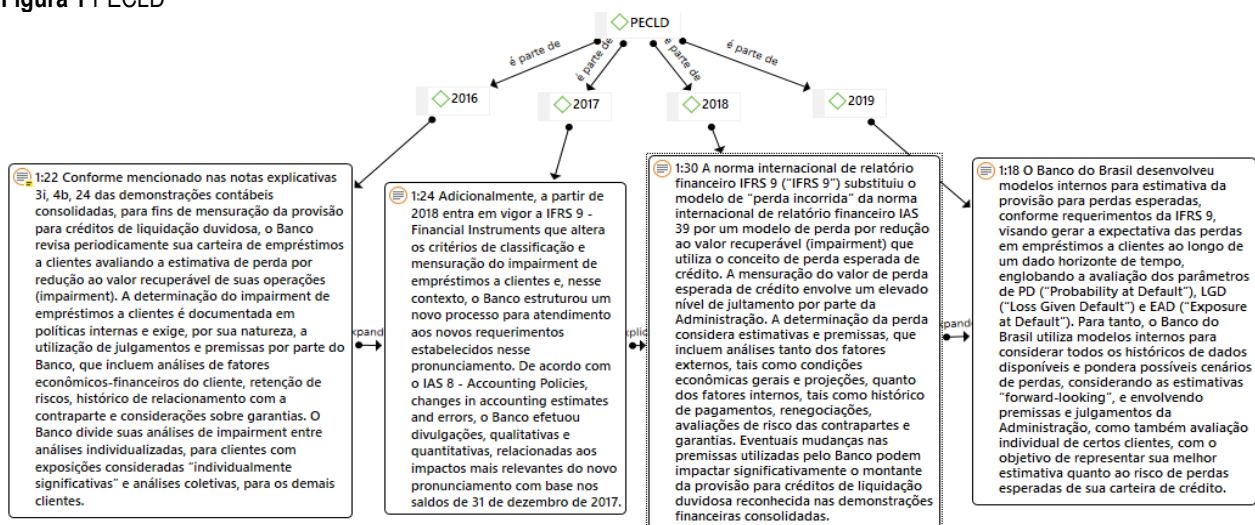 Figura 1 PECLD
PECLD
é parte de
é parte de
é parte de
é parte de
2016
2017
2018
2019
1:22 Conforme mencionado nas notas explicativas
3i, 4b, 24 das demonstrações contábeis
consolidadas, para fins de mensuração da provisão
para créditos de liquidação duvidosa, o Banco
revisa periodicamente sua carteira de empréstimos
a clientes avaliando a estimativa de perda por
redução ao valor recuperável de suas operações
(impairment). A determinação do impairment de
empréstimos a clientes é documentada em
políticas internas e exige, por sua natureza, a
utilização de julgamentos e premissas por parte do
Banco, que incluem análises de fatores
econômicos-financeiros do cliente, retenção de
riscos, histórico de relacionamento com a
contraparte e considerações sobre garantias. O
Banco divide suas análises de impairment entre
análises individualizadas, para clientes com
exposições consideradas "individualmente
significativas" e análises coletivas, para os demais
clientes.
xpand
1:24 Adicionalmente, a partir de
2018 entra em vigor a IFRS 9 -
Financial Instruments que altera
os critérios de classificação e
mensuração do impairment de
empréstimos a clientes e, nesse
contexto, o Banco estruturou um
novo processo para atendimento
aos novos requerimentos
estabelecidos nesse
pronunciamento. De acordo com
o IAS 8 - Accounting Policies,
changes in accounting estimates
and errors, o Banco efetuou
divulgações, qualitativas e
quantitativas, relacionadas aos
impactos mais relevantes do novo
pronunciamento com base nos
saldos de 31 de dezembro de 2017.
xplic
1:30 A norma internacional de relatório
financeiro IFRS 9 ("IFRS 9") substituiu o
modelo de "perda incorrida" da norma
internacional de relatório financeiro IAS
39 por um modelo de perda por redução
ao valor recuperável (impairment) que
utiliza o conceito de perda esperada de
crédito. A mensuração do valor de perda
esperada de crédito envolve um elevado
nível de jultamento por parte da
Administração. A determinação da perda
considera estimativas e premissas, que
incluem análises tanto dos fatores
externos, tais como condições
econômicas gerais e projeções, quanto
dos fatores internos, tais como histórico
de pagamentos, renegociações,
avaliações de risco das contrapartes e
garantias. Eventuais mudanças nas
premissas utilizadas pelo Banco podem
impactar significativamente o montante
da provisão para créditos de liquidação
duvidosa reconhecida nas demonstrações
financeiras consolidadas.
pand
1:18 O Banco do Brasil desenvolveu
modelos internos para estimativa da
provisão para perdas esperadas,
conforme requerimentos da IFRS 9,
visando gerar a expectativa das perdas
em empréstimos a clientes ao longo de
um dado horizonte de tempo,
englobando a avaliação dos parâmetros
de PD ("Probability at Default"), LGD
("Loss Given Default") e EAD ("Exposure
at Default"). Para tanto, o Banco do
Brasil utiliza modelos internos para
considerar todos os históricos de dados
disponíveis e pondera possíveis cenários
de perdas, considerando as estimativas
"forward-looking", e envolvendo
premissas e julgamentos da
Administração, como também avaliação
individual de certos clientes, com o
objetivo de representar sua melhor
estimativa quanto ao risco de perdas
esperadas de sua carteira de crédito.